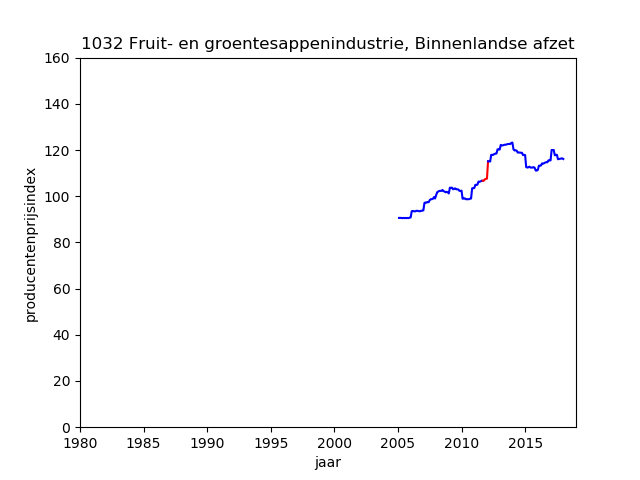 1032 Fruit- en groentesappenindustrie, Binnenlandse afzet
160
140
120
100
80
60
40
20
0
producentenprijsindex
1980 1985 1990 1995 2000 2005 2010 2015
jaar